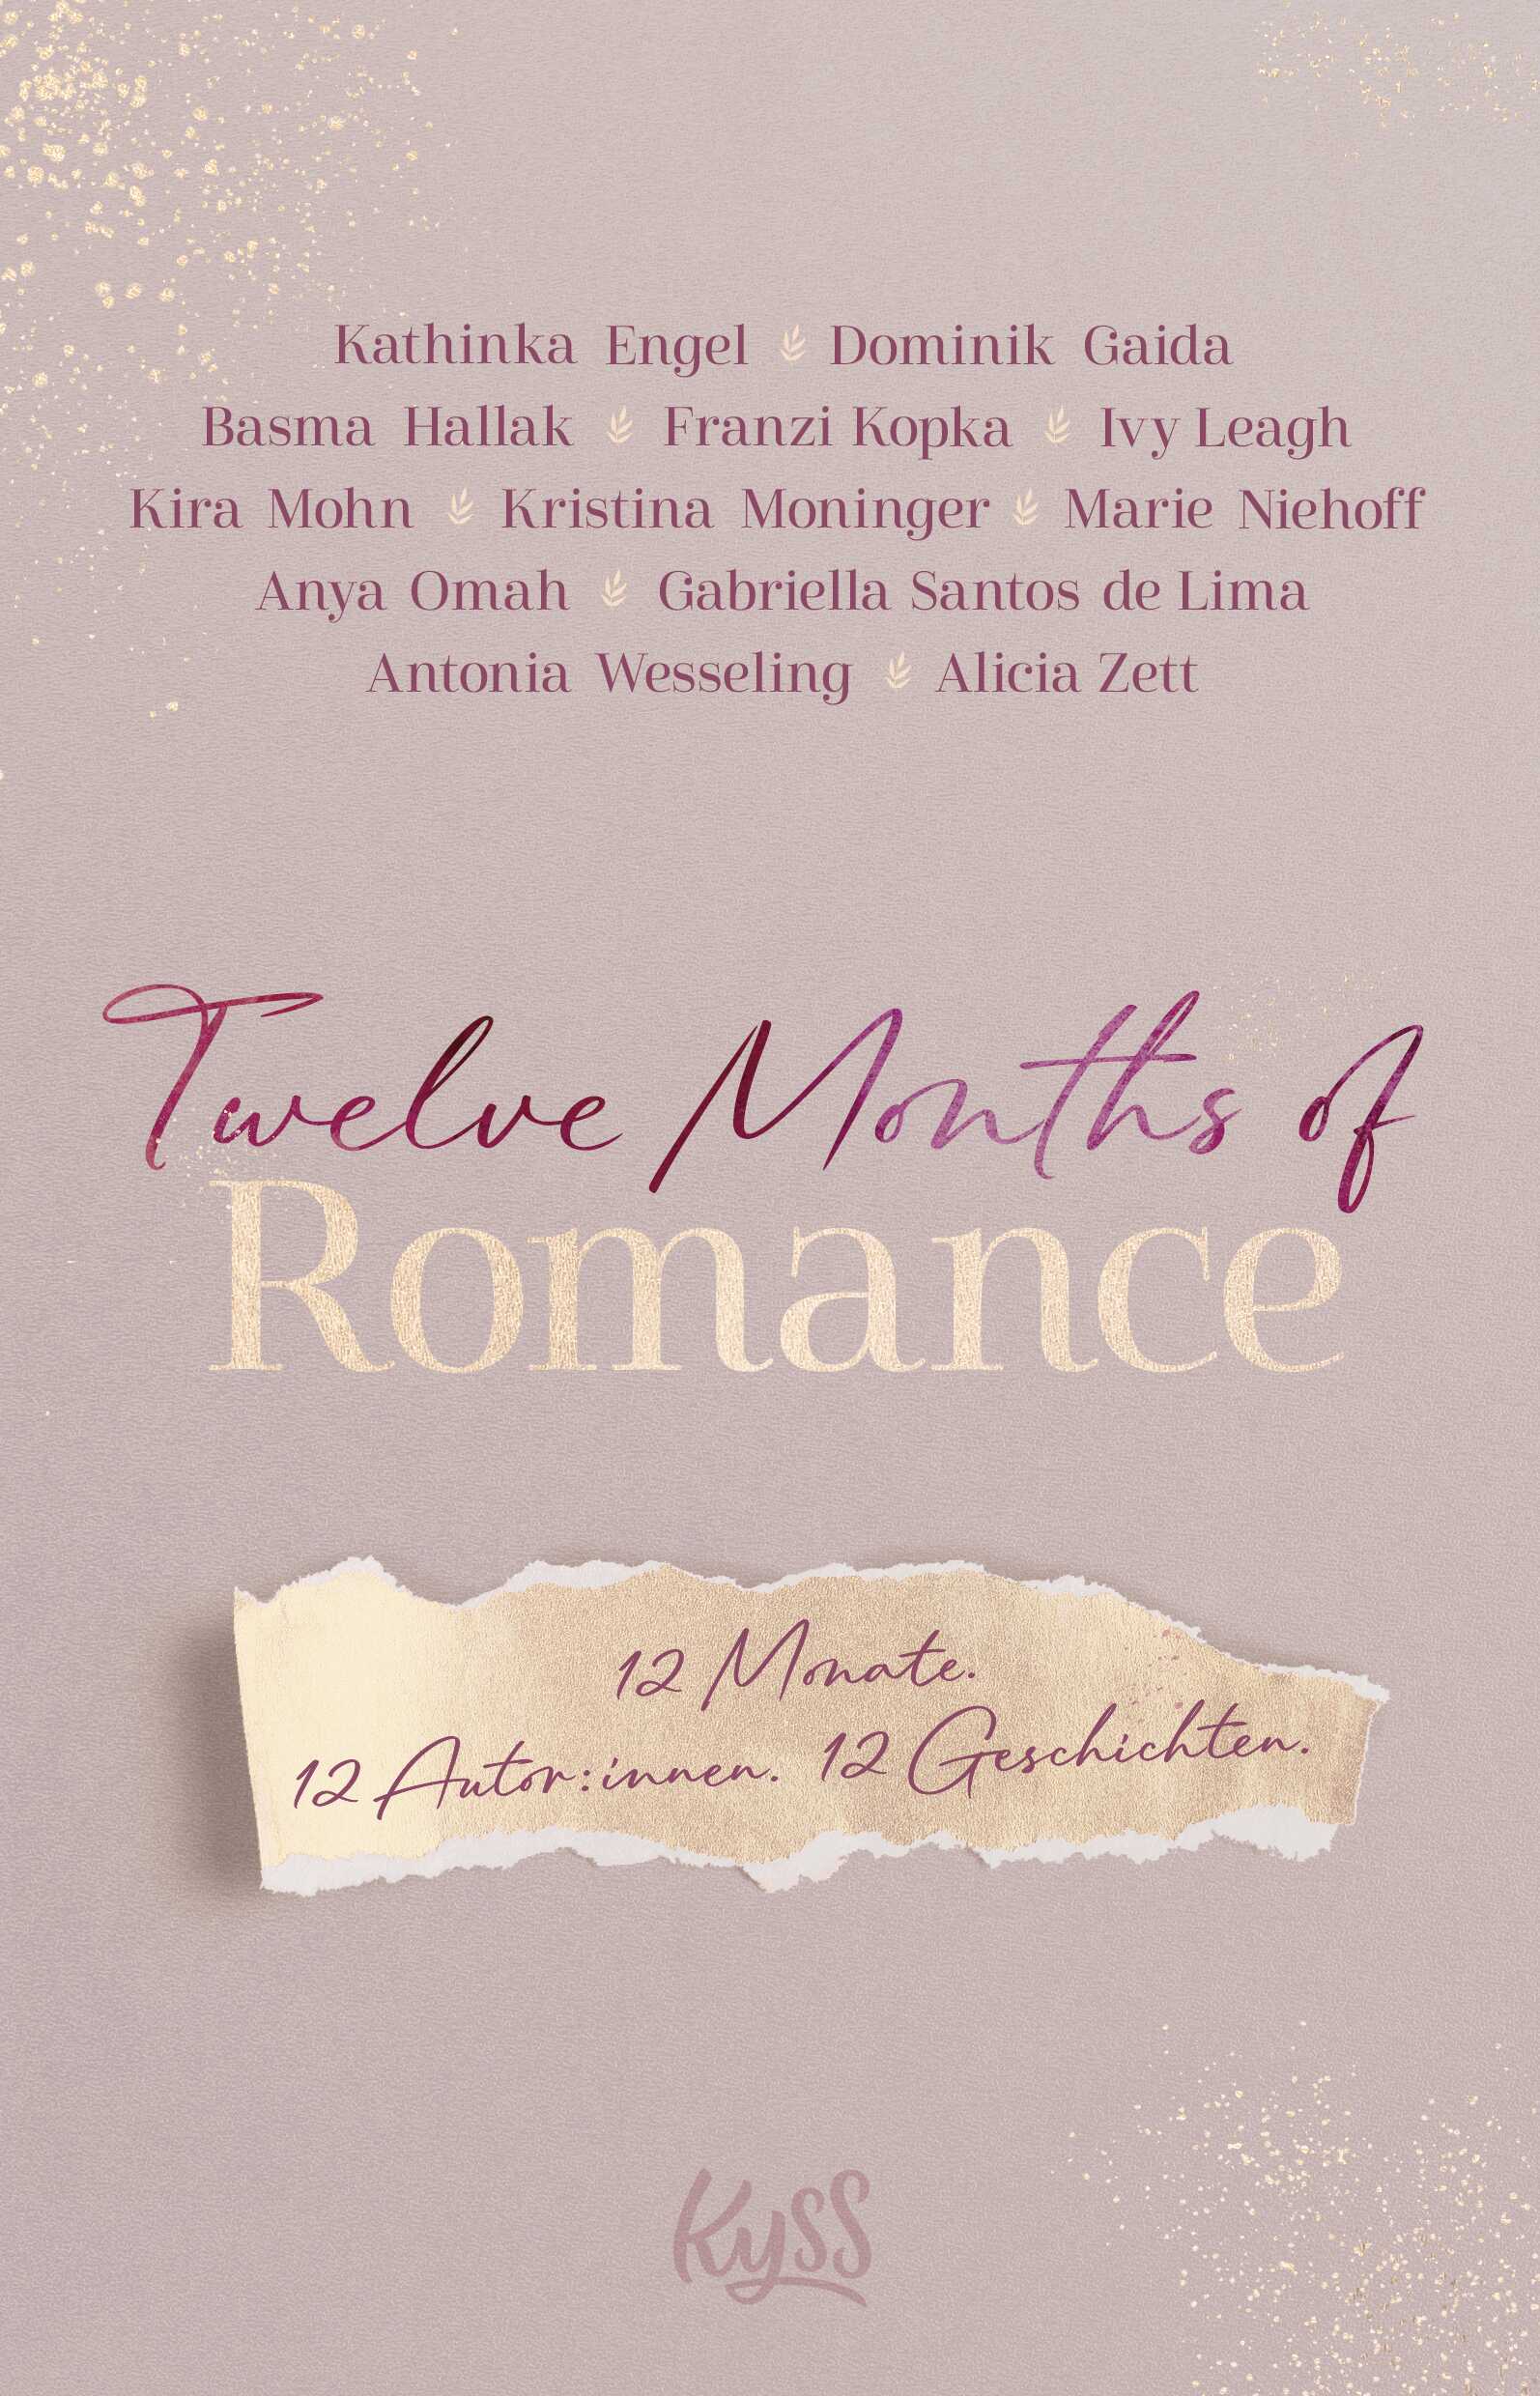 Kathinka Engel Dominik Gaida
Basma Hallak Franzi Kopka Ivy Leagh
Kira Mohn Kristina Moninger Marie Niehoff
Anya Omah Gabriella Santos de Lima
Antonia Wesseling Alicia Zett
Twelve Months of
Romance
12 Monate.
12 Autor:innen. 12 Geschichten.
Kyss